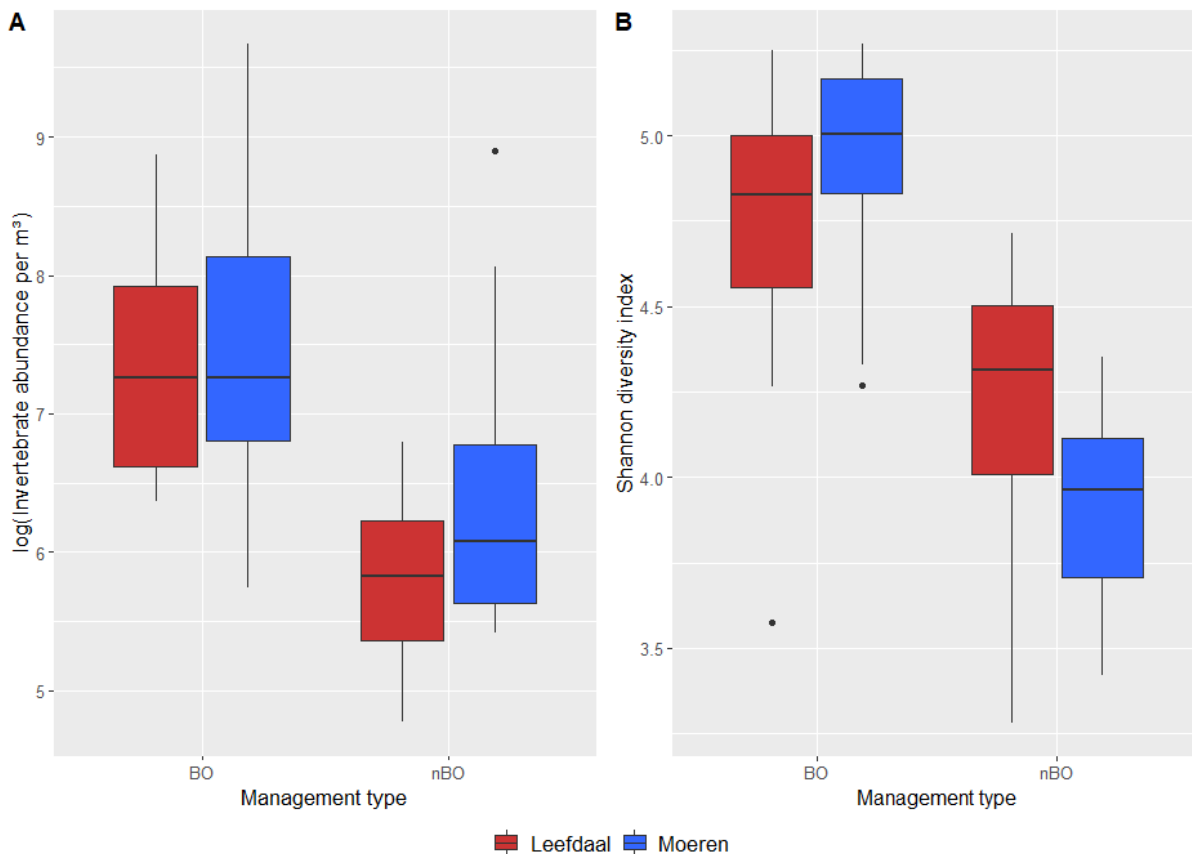 A
B
log(Invertebrate abundance per m³)
9
8
7
6
5
BO
nBO
Management type
Shannon diversity index
5.0
4.5
4.0
3.5
BO
nBO
Management type
Leefdaal
Moeren